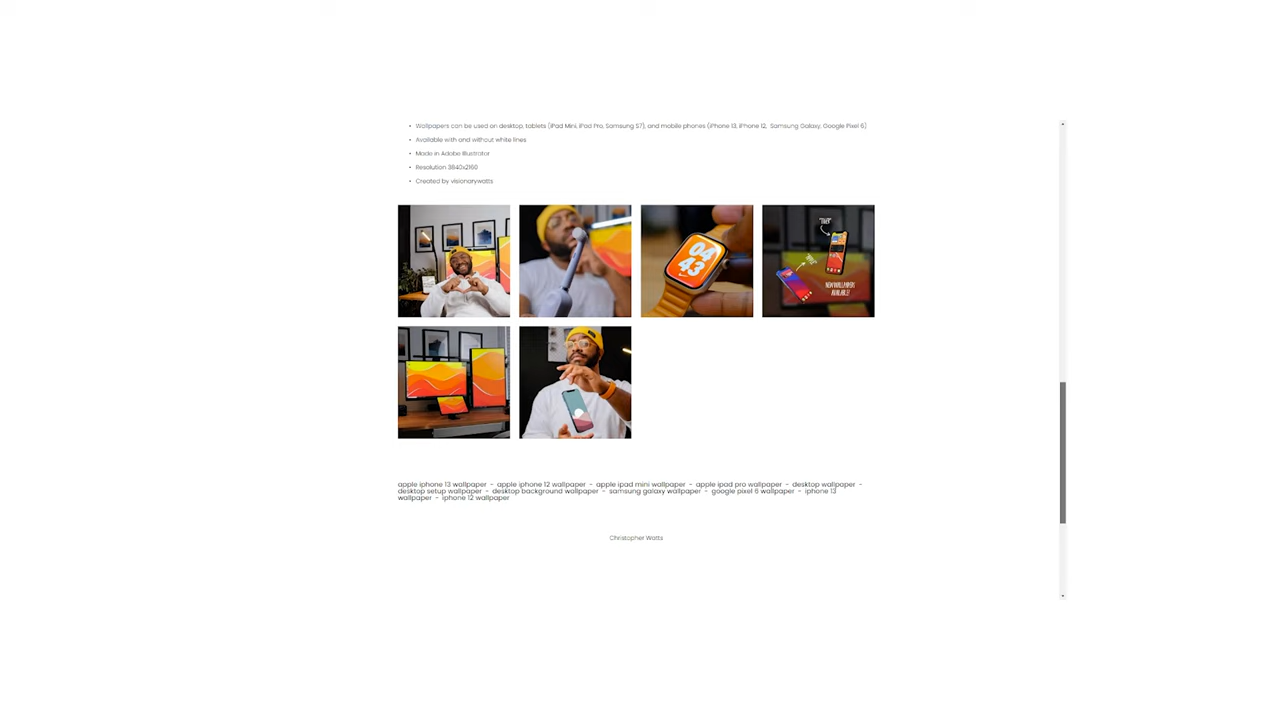 • Wallpapers can be used on desktop, tablets (iPad Mini, iPad Pro, Samsung S7), and mobile phones (iPhone 13, iPhone 12, Samsung Galaxy, Google Pixel 6)
• Available with and without white lines
• Made in Adobe Illustrator
• Resolution 3840x2160
• Created by visionarywatts
04
43
NEW WALLPAPERS
AVAILABLE!
apple iphone 13 wallpaper - apple iphone 12 wallpaper - apple ipad mini wallpaper - apple ipad pro wallpaper - desktop wallpaper -
desktop setup wallpaper - desktop background wallpaper - samsung galaxy wallpaper - google pixel 6 wallpaper - iphone 13
wallpaper - iphone 12 wallpaper
Christopher Watts